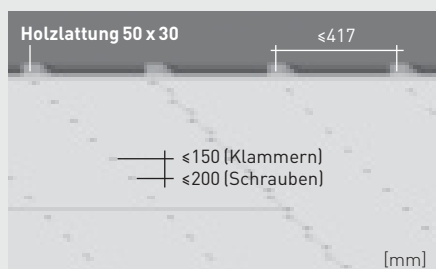 Holzlattung 50 x 30
≤417
≤150 (Klammern)
≤200 (Schrauben)
[mm]